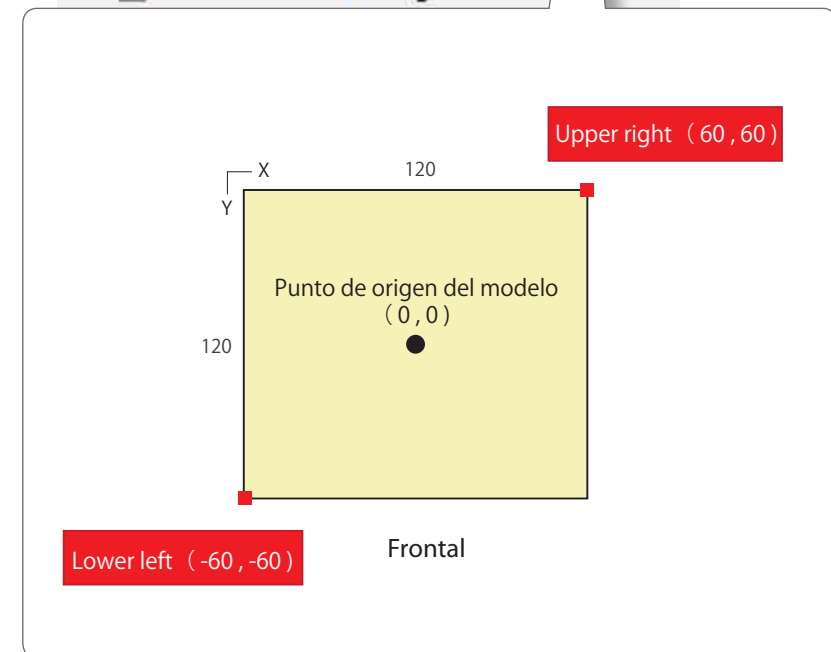 Upper right （ 60 , 60 )
X
120
Y
Punto de origen del modelo
（ 0 , 0 )
120
Lower left （ -60 , -60 )
Frontal